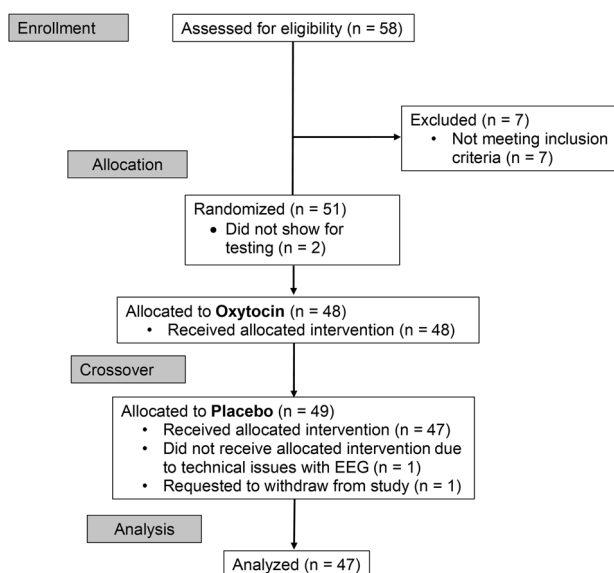 Enrollment
Assessed for eligibility (n = 58)
Excluded (n = 7)
• Not meeting inclusion
criteria (n = 7)
Allocation
Randomized (n = 51)
• Did not show for
testing (n = 2)
Allocated to Oxytocin (n = 48)
• Received allocated intervention (n = 48)
Crossover
Allocated to Placebo (n = 49)
• Received allocated intervention (n = 47)
• Did not receive allocated intervention due
to technical issues with EEG (n = 1)
• Requested to withdraw from study (n = 1)
Analysis
Analyzed (n = 47)